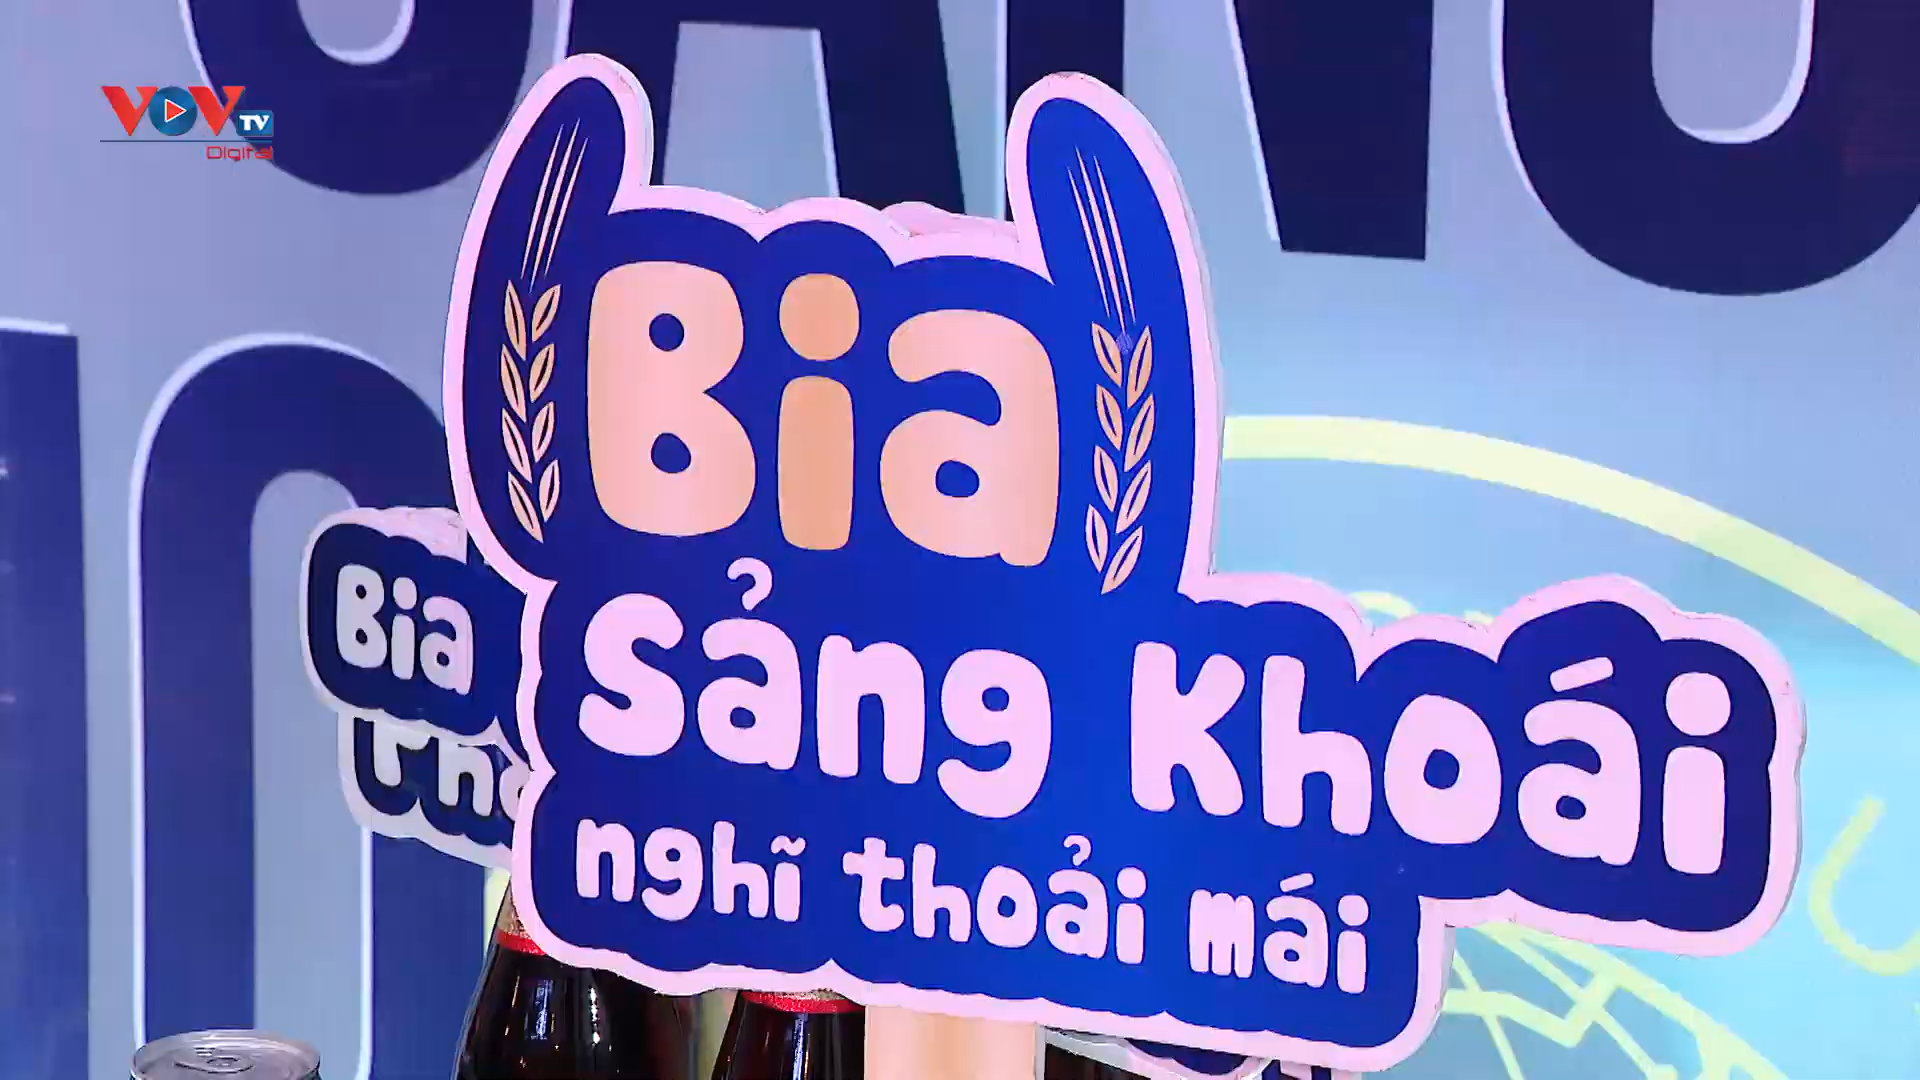 VOV TV
Digital
Bia
sảng khoái
nghĩ thoải mái
Bia